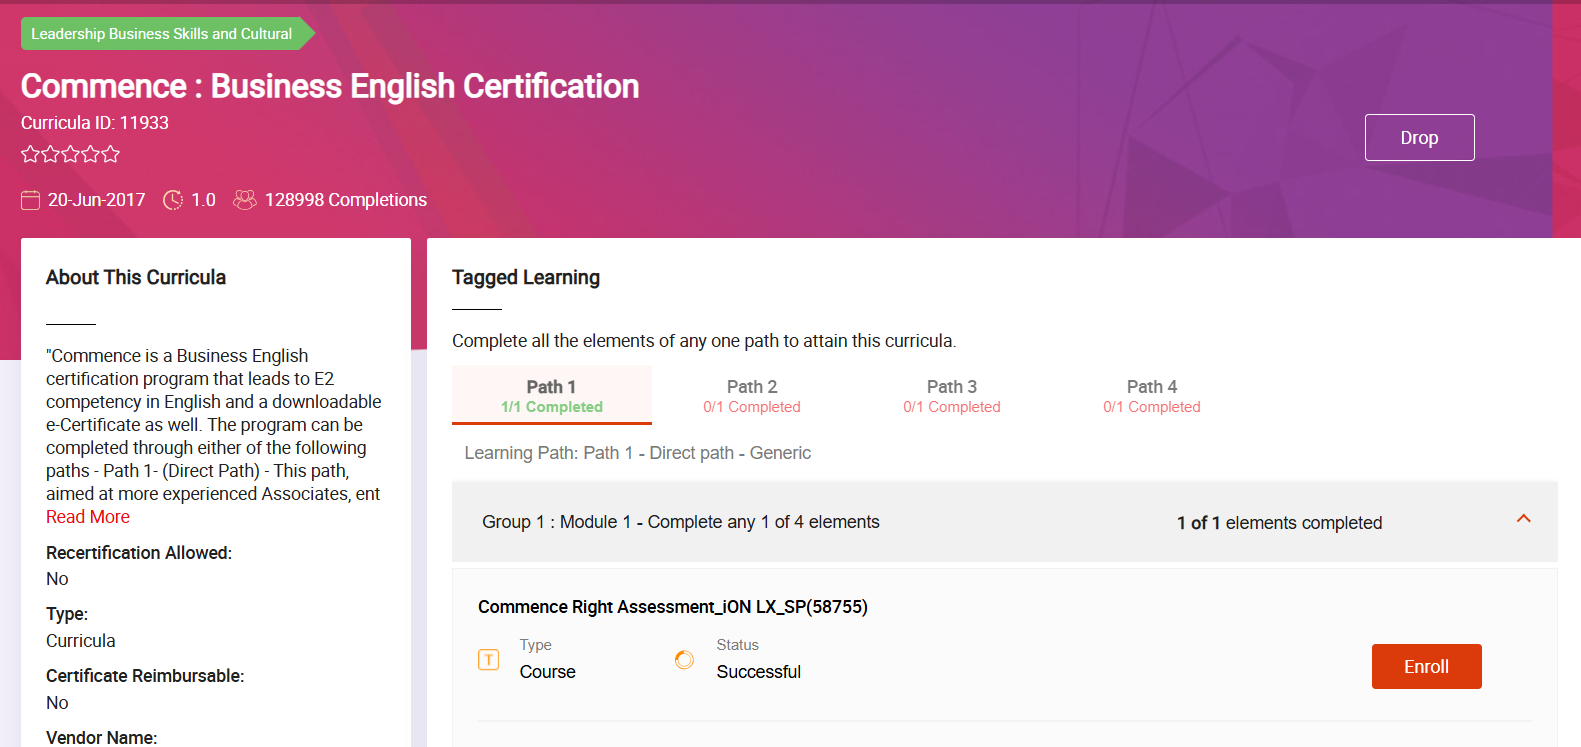 Leadership Business Skills and Cultural
Commence : Business English Certification
Curricula ID: 11933
Drop
20-Jun-2017 1.0 128998 Completions
About This Curricula
"Commence is a Business English
certification program that leads to E2
competency in English and a downloadable
e-Certificate as well. The program can be
completed through either of the following
paths - Path 1- (Direct Path) - This path,
aimed at more experienced Associates, ent
Read More
Recertification Allowed:
No
Type:
Curricula
Certificate Reimbursable:
No
Vendor Name:
Tagged Learning
Complete all the elements of any one path to attain this curricula.
Path 1 Path 2 Path 3 Path 4
1/1 Completed 0/1 Completed 0/1 Completed 0/1 Completed
Learning Path: Path 1 - Direct path - Generic
Group 1 : Module 1 - Complete any 1 of 4 elements 1 of 1 elements completed
Commence Right Assessment_iON LX_SP(58755)
T Type Status
Course Successful
Enroll